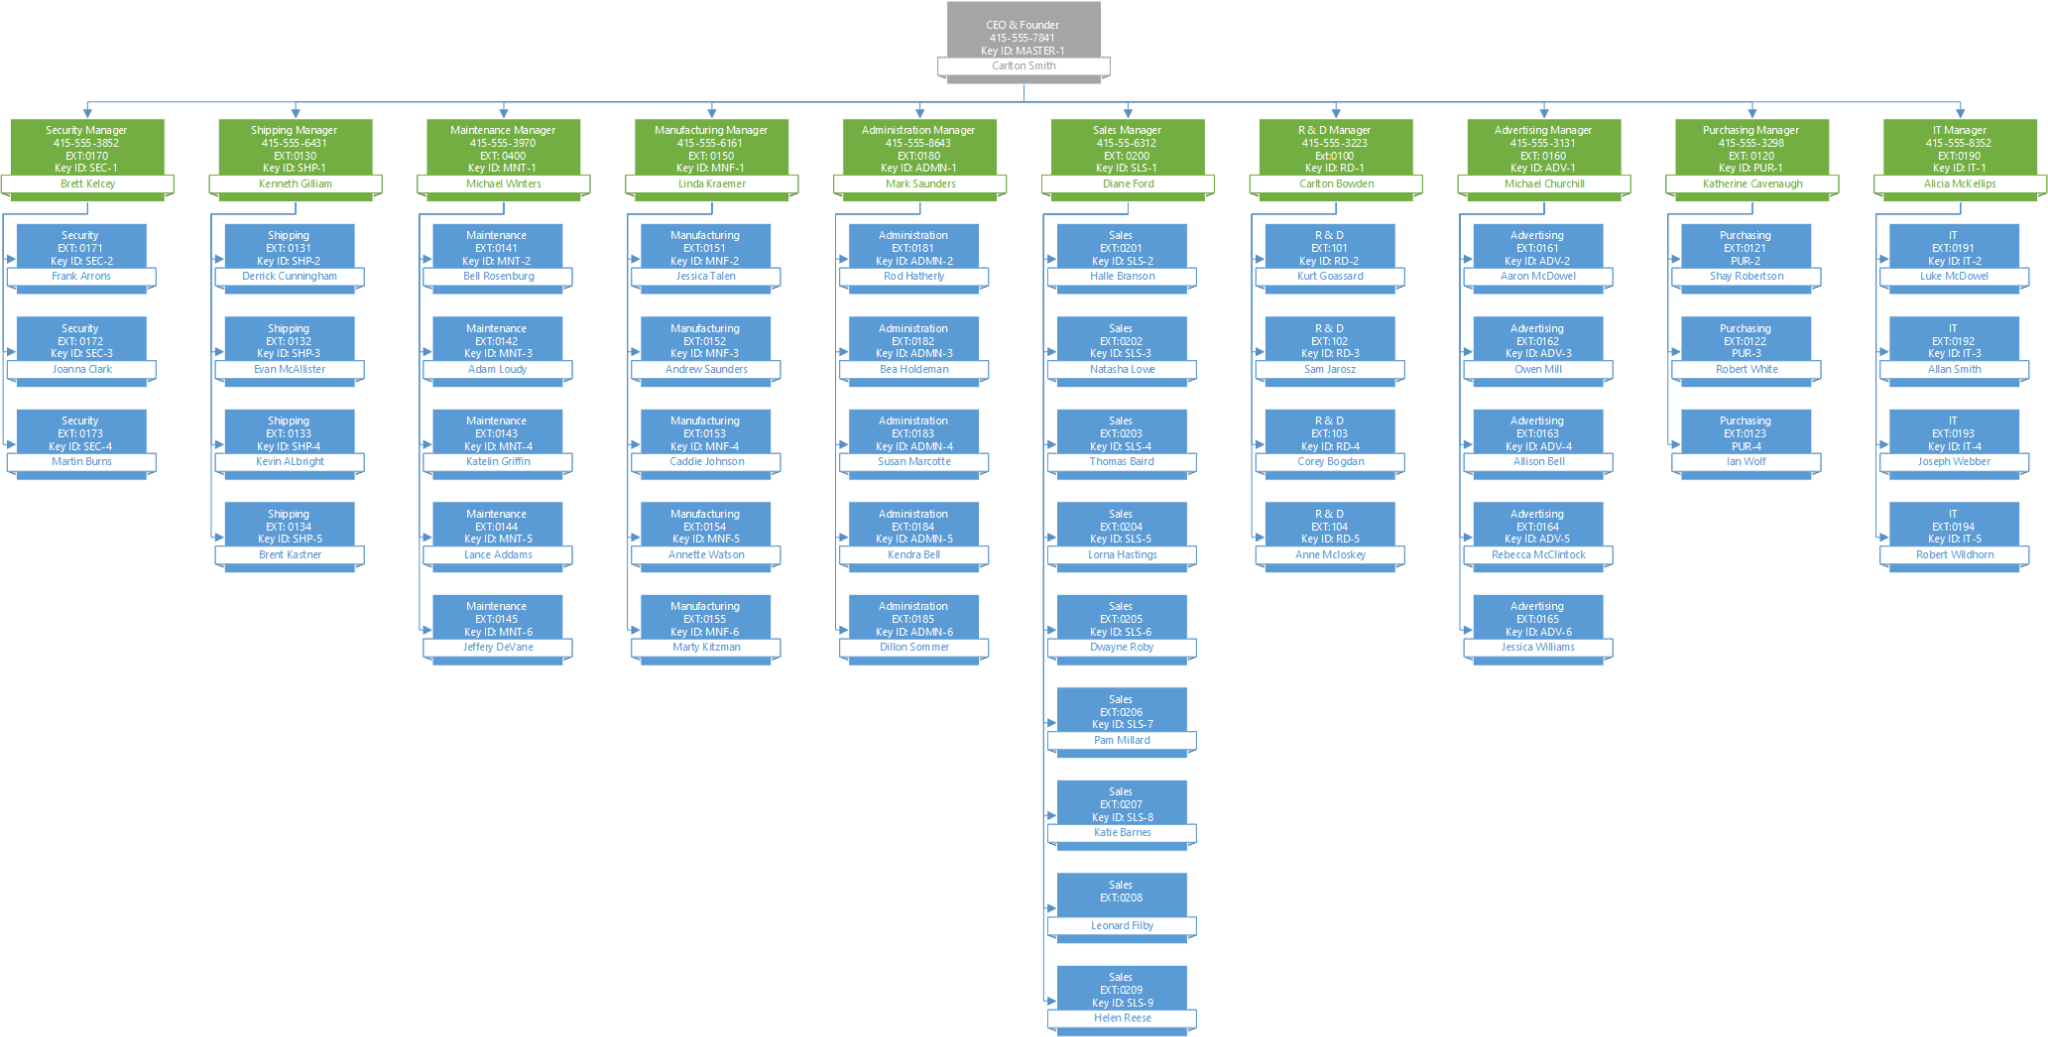 CEO & Founder
415-555-7841
Key ID: MASTER-1
Carlton Smith
Security Manager
415-555-3852
EXT:0170
Key ID: SEC-1
Brett Kelcey
Shipping Manager
415-555-6431
EXT:0130
Key ID: SHP-1
Kenneth Gilliam
Maintenance Manager
415-555-3970
EXT: 0400
Key ID: MNT-1
Michael Winters
Manufacturing Manager
415-555-6161
EXT: 0150
Key ID: MNF-1
Linda Kraemer
Administration Manager
415-555-8643
EXT:0180
Key ID: ADMN-1
Mark Saunders
Sales Manager
415-55-6312
EXT: 0200
Key ID: SLS-1
Diane Ford
R & D Manager
415-555-3223
Ext:0100
Key ID: RD-1
Carlton Bowden
Advertising Manager
415-555-3131
EXT: 0160
Key ID: ADV-1
Michael Churchill
Purchasing Manager
415-555-3298
EXT: 0120
Key ID: PUR-1
Katherine Cavenaugh
IT Manager
415-555-8352
EXT:0190
Key ID: IT-1
Alicia McKellips
Security
EXT: 0171
Key ID: SEC-2
Frank Arrons
Security
EXT: 0172
Key ID: SEC-3
Joanna Clark
Security
EXT: 0173
Key ID: SEC-4
Martin Burns
Shipping
EXT: 0131
Key ID: SHP-2
Derrick Cunningham
Shipping
EXT: 0132
Key ID: SHP-3
Evan McAllister
Shipping
EXT: 0133
Key ID: SHP-4
Kevin ALbright
Shipping
EXT: 0134
Key ID: SHP-5
Brent Kastner
Maintenance
EXT:0141
Key ID: MNT-2
Bell Rosenburg
Maintenance
EXT:0142
Key ID: MNT-3
Adam Loudy
Maintenance
EXT:0143
Key ID: MNT-4
Katelin Griffin
Maintenance
EXT:0144
Key ID: MNT-5
Lance Addams
Maintenance
EXT:0145
Key ID: MNT-6
Jeffery DeVane
Manufacturing
EXT:0151
Key ID: MNF-2
Jessica Talen
Manufacturing
EXT:0152
Key ID: MNF-3
Andrew Saunders
Manufacturing
EXT:0153
Key ID: MNF-4
Caddie Johnson
Manufacturing
EXT:0154
Key ID: MNF-5
Annette Watson
Manufacturing
EXT:0155
Key ID: MNF-6
Marty Kitzman
Administration
EXT:0181
Key ID: ADMN-2
Rod Hatherly
Administration
EXT:0182
Key ID: ADMN-3
Bea Holdeman
Administration
EXT:0183
Key ID: ADMN-4
Susan Marcotte
Administration
EXT:0184
Key ID: ADMN-5
Kendra Bell
Administration
EXT:0185
Key ID: ADMN-6
Dillon Sommer
Sales
EXT:0201
Key ID: SLS-2
Halle Branson
Sales
EXT:0202
Key ID: SLS-3
Natasha Lowe
Sales
EXT:0203
Key ID: SLS-4
Thomas Baird
Sales
EXT:0204
Key ID: SLS-5
Lorna Hastings
Sales
EXT:0205
Key ID: SLS-6
Dwayne Roby
Sales
EXT:0206
Key ID: SLS-7
Pam Millard
Sales
EXT:0207
Key ID: SLS-8
Katie Barnes
Sales
EXT:0208
Leonard Filby
Sales
EXT:0209
Key ID: SLS-9
Helen Reese
R & D
EXT:101
Key ID: RD-2
Kurt Goassard
R & D
EXT:102
Key ID: RD-3
Sam Jarosz
R & D
EXT:103
Key ID: RD-4
Corey Bogdan
R & D
EXT:104
Key ID: RD-5
Anne Mcloskey
Advertising
EXT:0161
Key ID: ADV-2
Aaron McDowel
Advertising
EXT:0162
Key ID: ADV-3
Owen Mill
Advertising
EXT:0163
Key ID: ADV-4
Allison Bell
Advertising
EXT:0164
Key ID: ADV-5
Rebecca McClintock
Advertising
EXT:0165
Key ID: ADV-6
Jessica Williams
Purchasing
EXT:0121
PUR-2
Shay Robertson
Purchasing
EXT:0122
PUR-3
Robert White
Purchasing
EXT:0123
PUR-4
Ian Wolf
IT
EXT:0191
Key ID: IT-2
Luke McDowel
IT
EXT:0192
Key ID: IT-3
Allan Smith
IT
EXT:0193
Key ID: IT-4
Joseph Webber
IT
EXT:0194
Key ID: IT-5
Robert Wildhorn